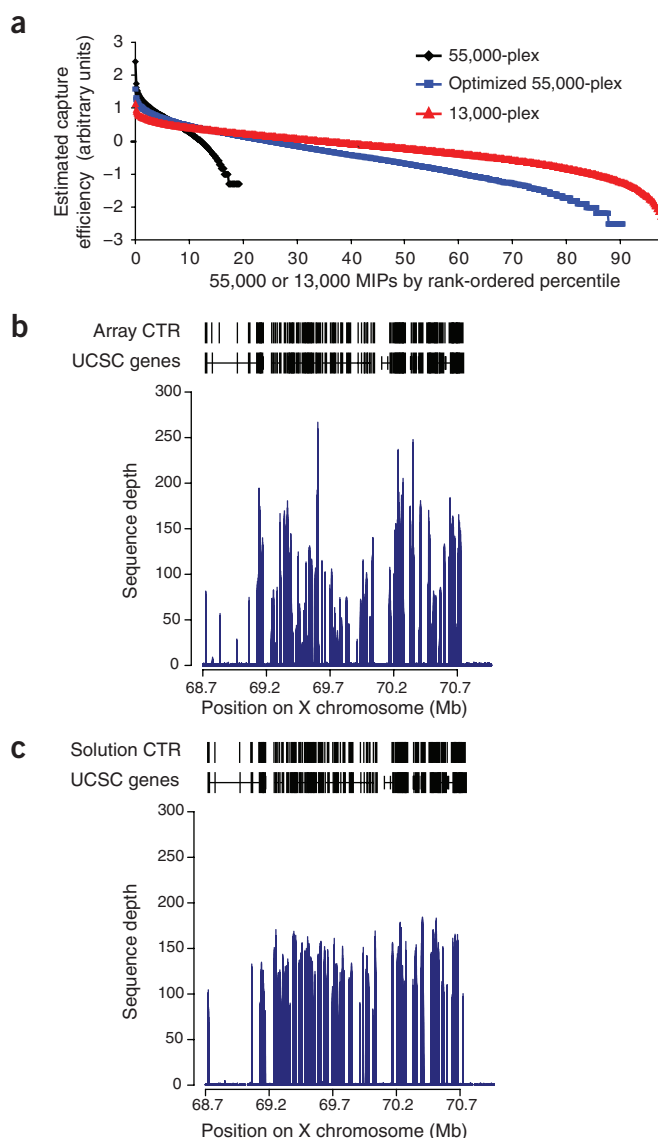 a
3
2
1
0
−1
−2
−3
Estimated capture
efficiency (arbitrary units)
55,000-plex
Optimized 55,000-plex
13,000-plex
0 10 20 30 40 50 60 70 80 90
55,000 or 13,000 MIPs by rank-ordered percentile
b
Array CTR
UCSC genes
300
250
200
150
100
50
0
Sequence depth
68.7 69.2 69.7 70.2 70.7
Position on X chromosome (Mb)
c
Solution CTR
UCSC genes
300
250
200
150
100
50
0
Sequence depth
68.7 69.2 69.7 70.2 70.7
Position on X chromosome (Mb)